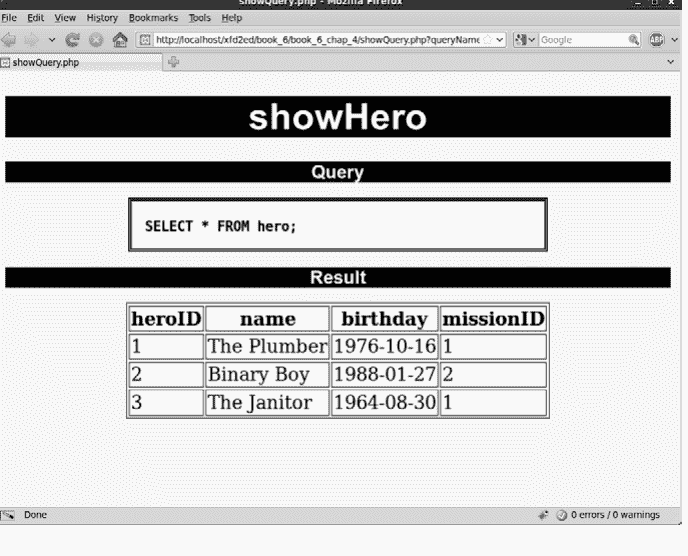 showQuery.php - Mozilla Firefox
File Edit View History Bookmarks Tools Help
http://localhost/xfd2ed/book_6/book_6_chap_4/showQuery.php?queryName
Google
ABP
showQuery.php
showHero
Query
SELECT * FROM hero;
Result
heroID name birthday missionID
1 The Plumber 1976-10-16 1
2 Binary Boy 1988-01-27 2
3 The Janitor 1964-08-30 1
Done 0 errors / 0 warnings